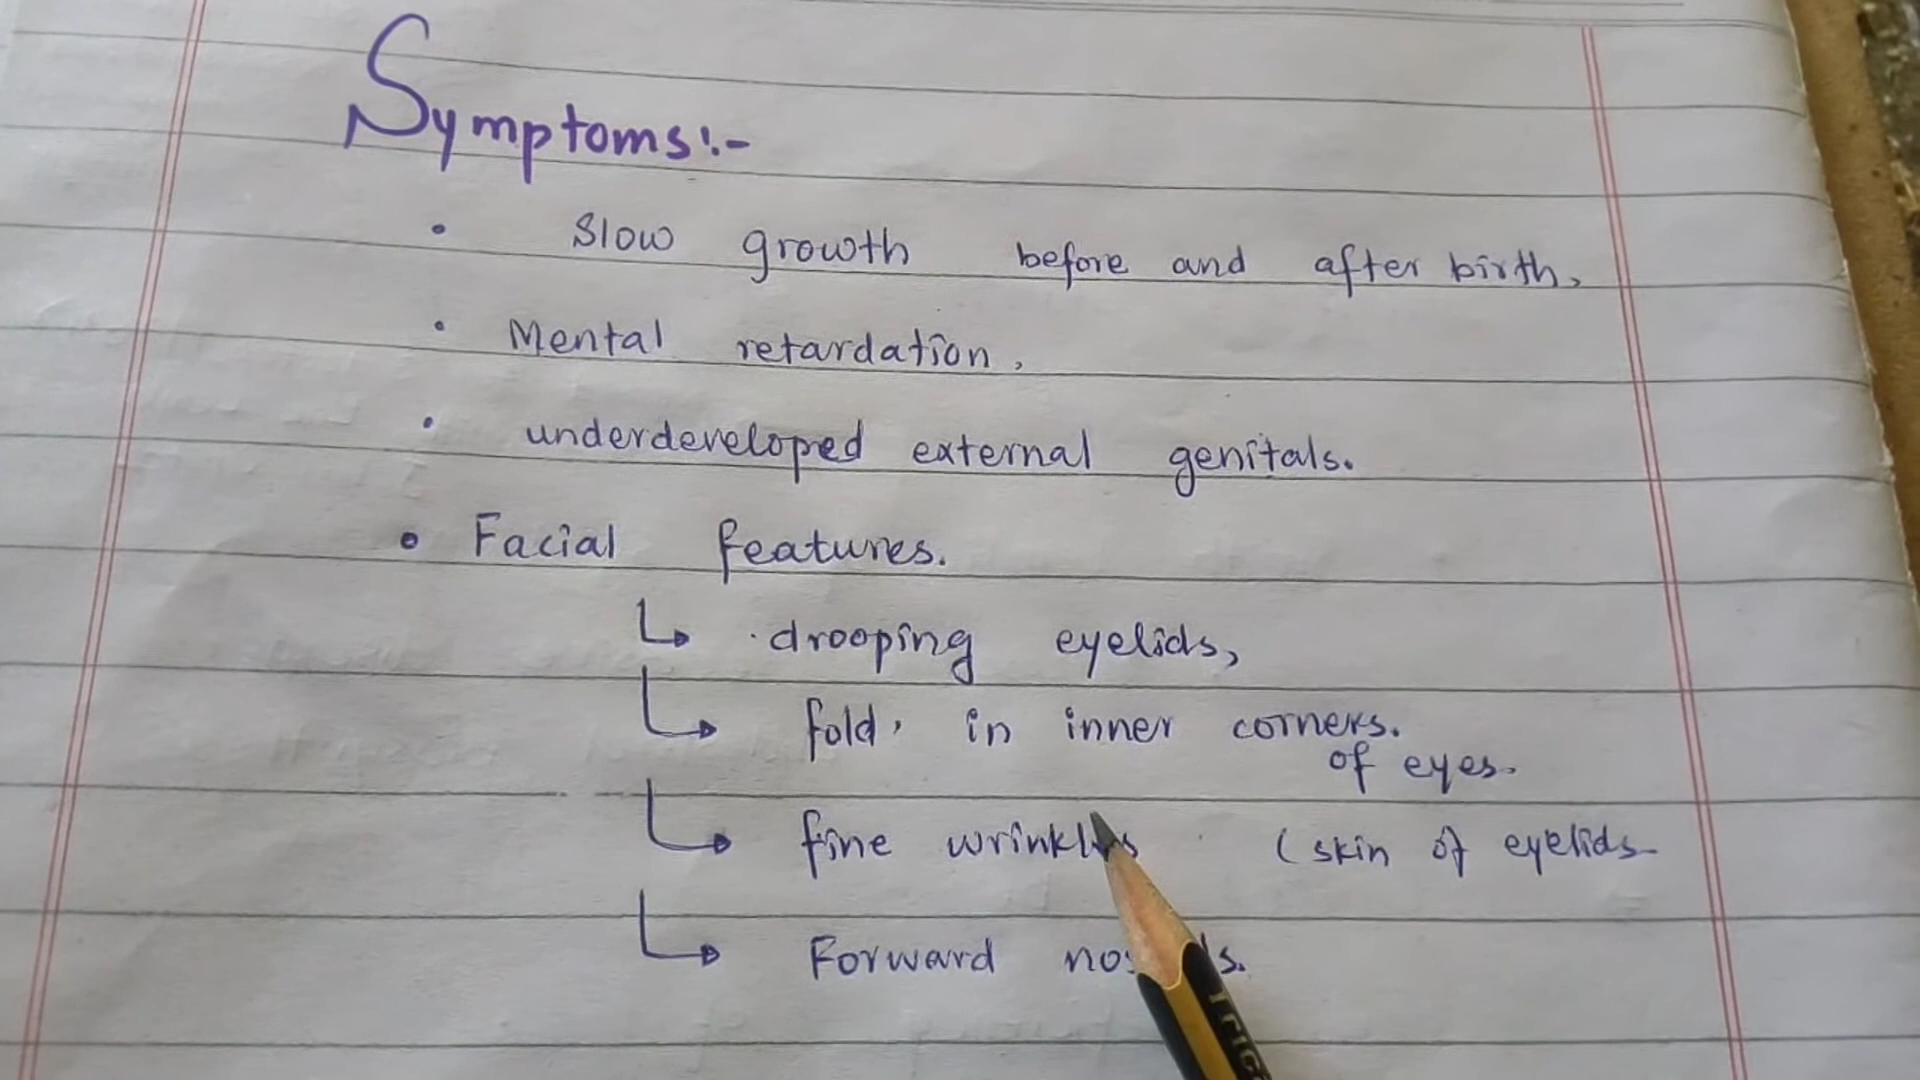 Symptoms:-
• Slow growth before and after birth,
• Mental retardation,
• underdeveloped external genitals.
• Facial features.
↳ drooping eyelids,
↳ fold, in inner corners.
of eyes.
↳ fine wrinkles (skin of eyelids
↳ Forward